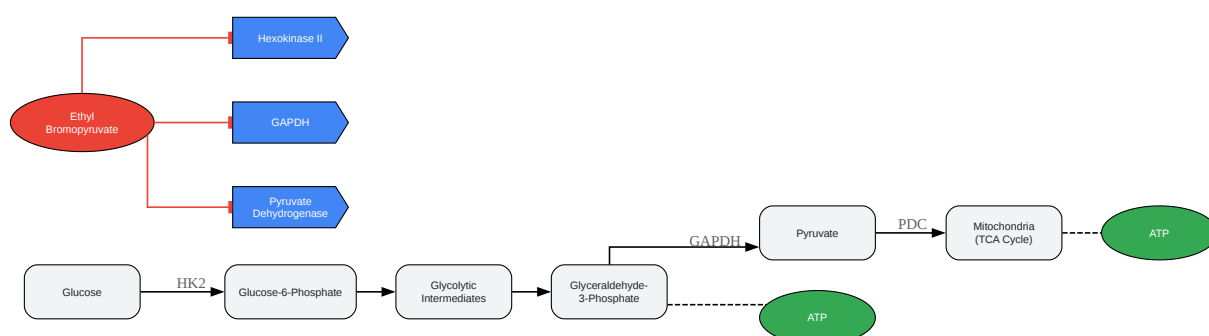 Hexokinase II
Ethyl
Bromopyruvate
GAPDH
Pyruvate
Dehydrogenase
GAPDH
Pyruvate
PDC
Mitochondria
(TCA Cycle)
ATP
Glucose
HK2
Glucose-6-Phosphate
Glycolytic
Intermediates
Glyceraldehyde-
3-Phosphate
ATP